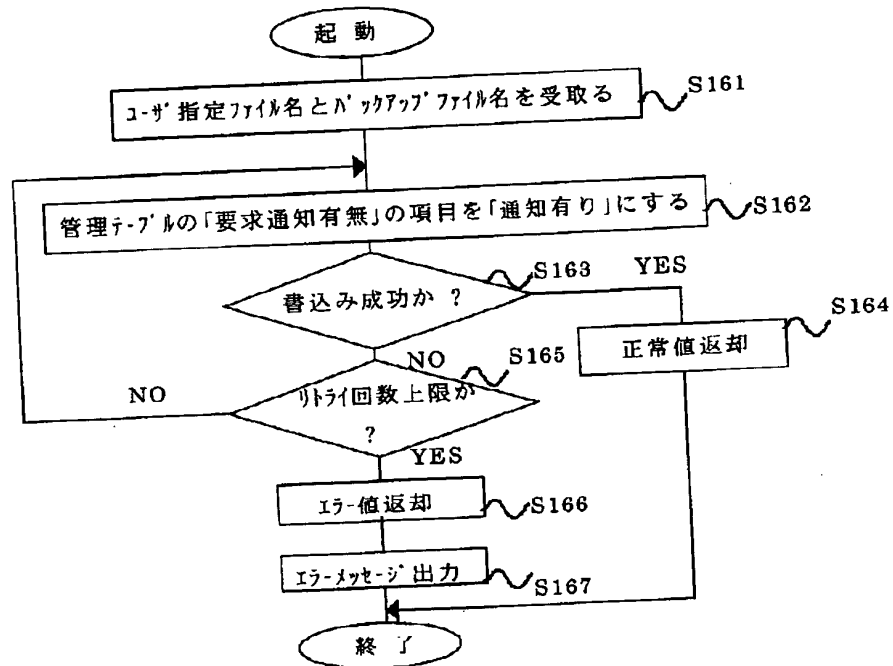 起動
ユーザ指定ファイル名とバックアップファイル名を受取る
S161
管理テーブルの「要求通知有無」の項目を「通知有り」にする
S162
書込み成功か？
S163
YES
正常値返却
S164
NO
リトライ回数上限か
？
S165
NO
YES
エラー値返却
S166
エラーメッセージ出力
S167
終了